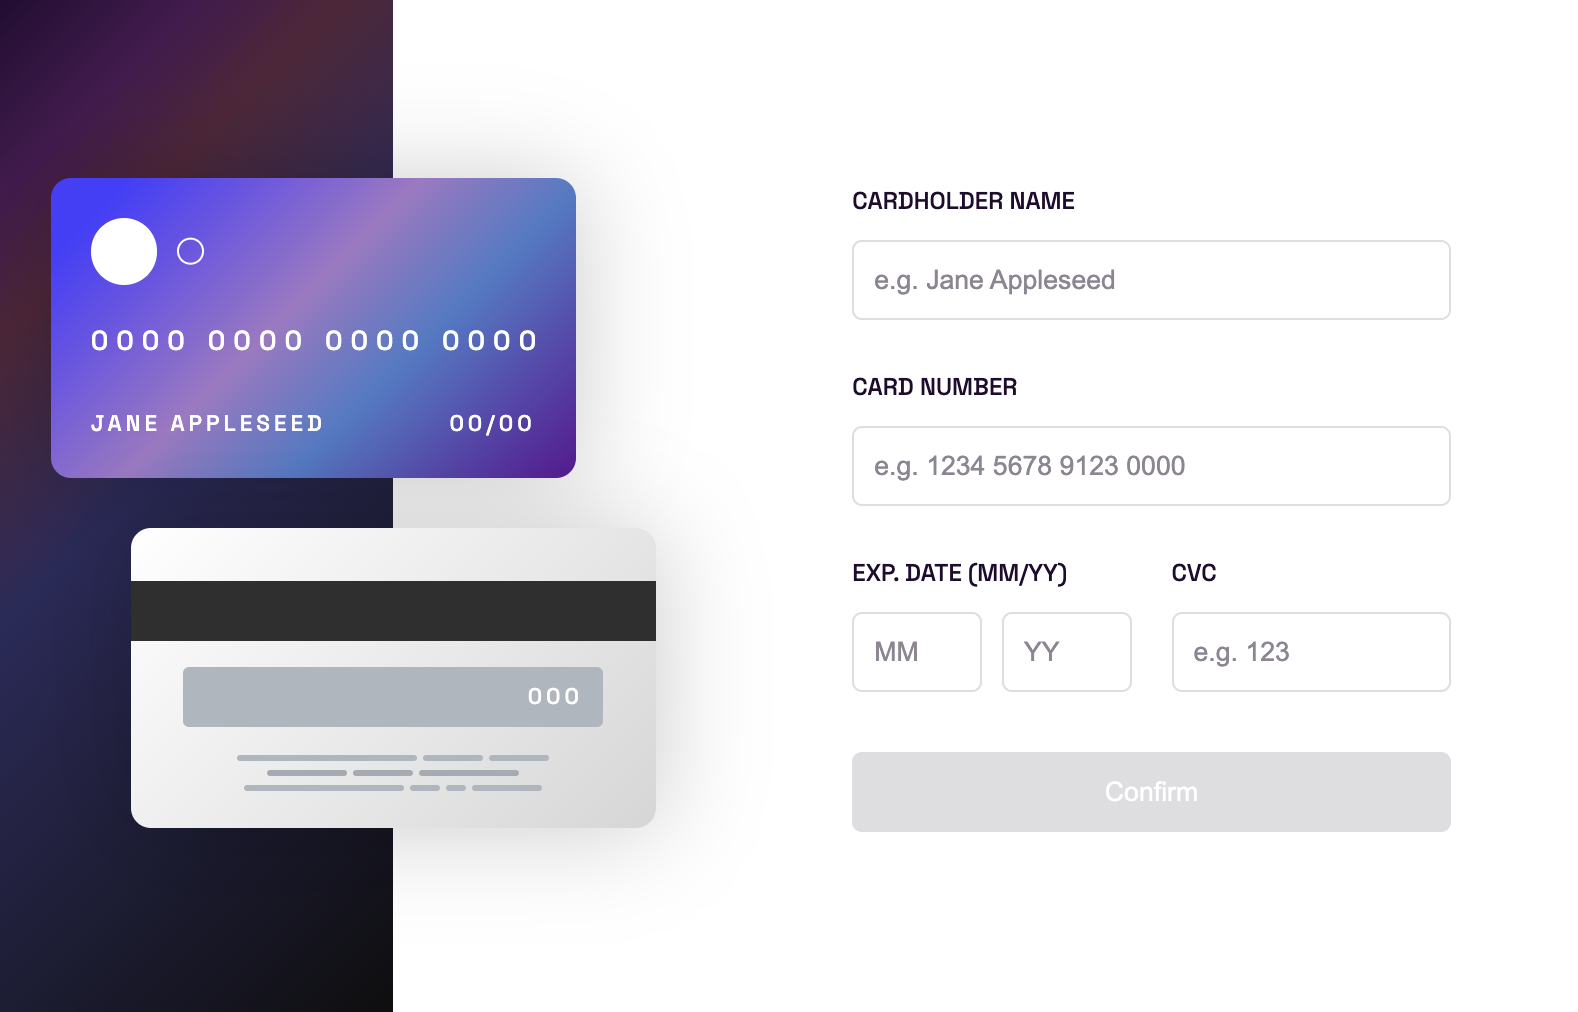 0000 0000 0000 0000
JANE APPLESEED 00/00
000
CARDHOLDER NAME
e.g. Jane Appleseed
CARD NUMBER
e.g. 1234 5678 9123 0000
EXP. DATE (MM/YY) CVC
MM YY e.g. 123
Confirm